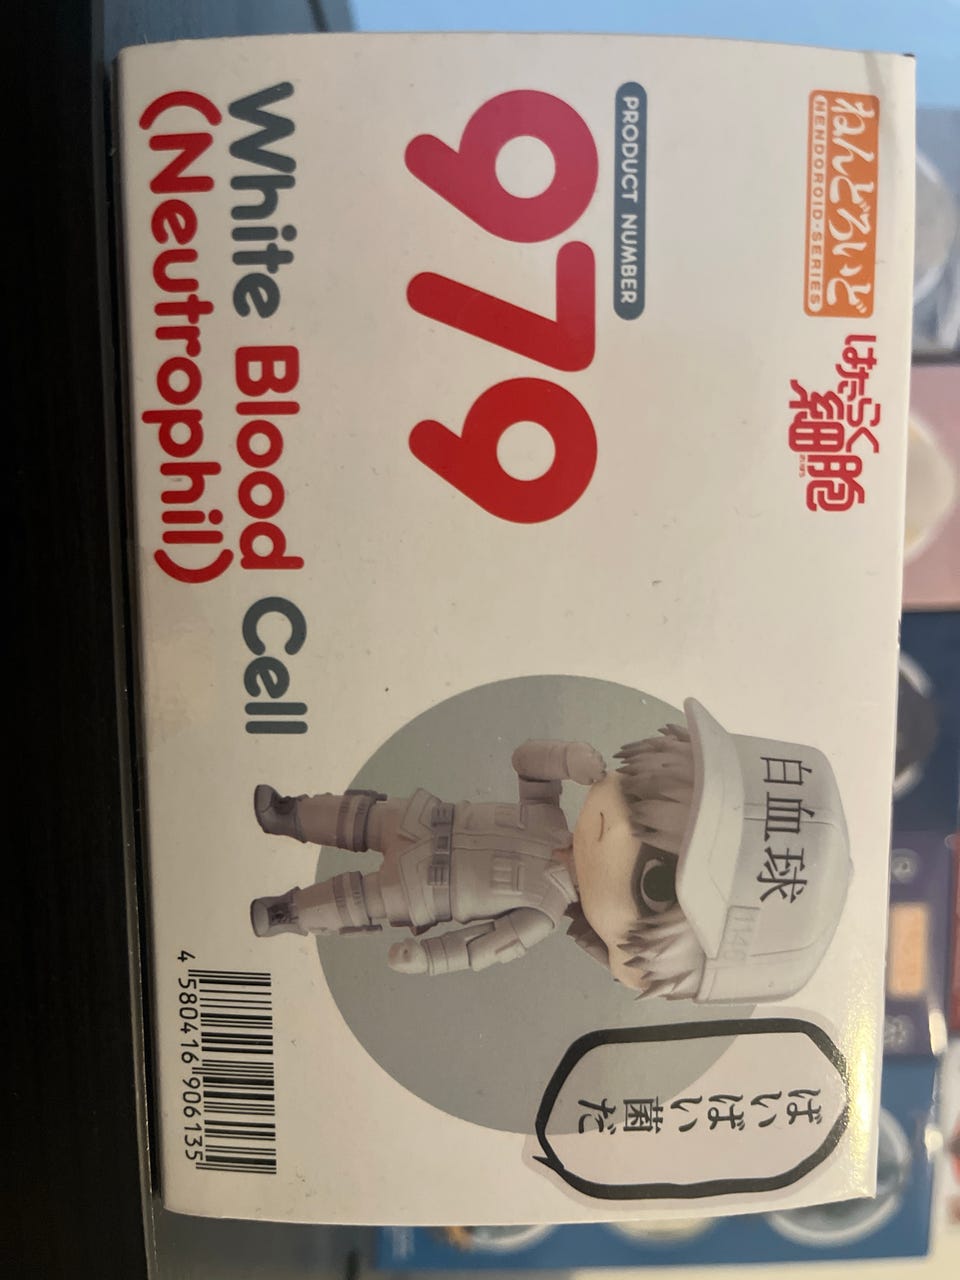 ねんどろいど
NENDOROID·SERIES
はたらく
細胞
PRODUCT NUMBER
979
White Blood Cell
(Neutrophil)
白血球
1146
ばい
ばい
菌
だ
4 580416 906135